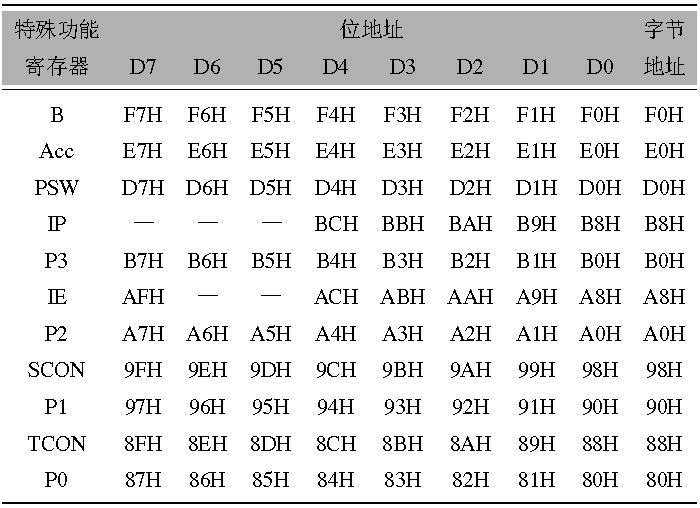 特殊功能 位地址 字节
寄存器 D7 D6 D5 D4 D3 D2 D1 D0 地址
B F7H F6H F5H F4H F3H F2H F1H F0H F0H
Acc E7H E6H E5H E4H E3H E2H E1H E0H E0H
PSW D7H D6H D5H D4H D3H D2H D1H D0H D0H
IP — — — BCH BBH BAH B9H B8H B8H
P3 B7H B6H B5H B4H B3H B2H B1H B0H B0H
IE AFH — — ACH ABH AAH A9H A8H A8H
P2 A7H A6H A5H A4H A3H A2H A1H A0H A0H
SCON 9FH 9EH 9DH 9CH 9BH 9AH 99H 98H 98H
P1 97H 96H 95H 94H 93H 92H 91H 90H 90H
TCON 8FH 8EH 8DH 8CH 8BH 8AH 89H 88H 88H
P0 87H 86H 85H 84H 83H 82H 81H 80H 80H